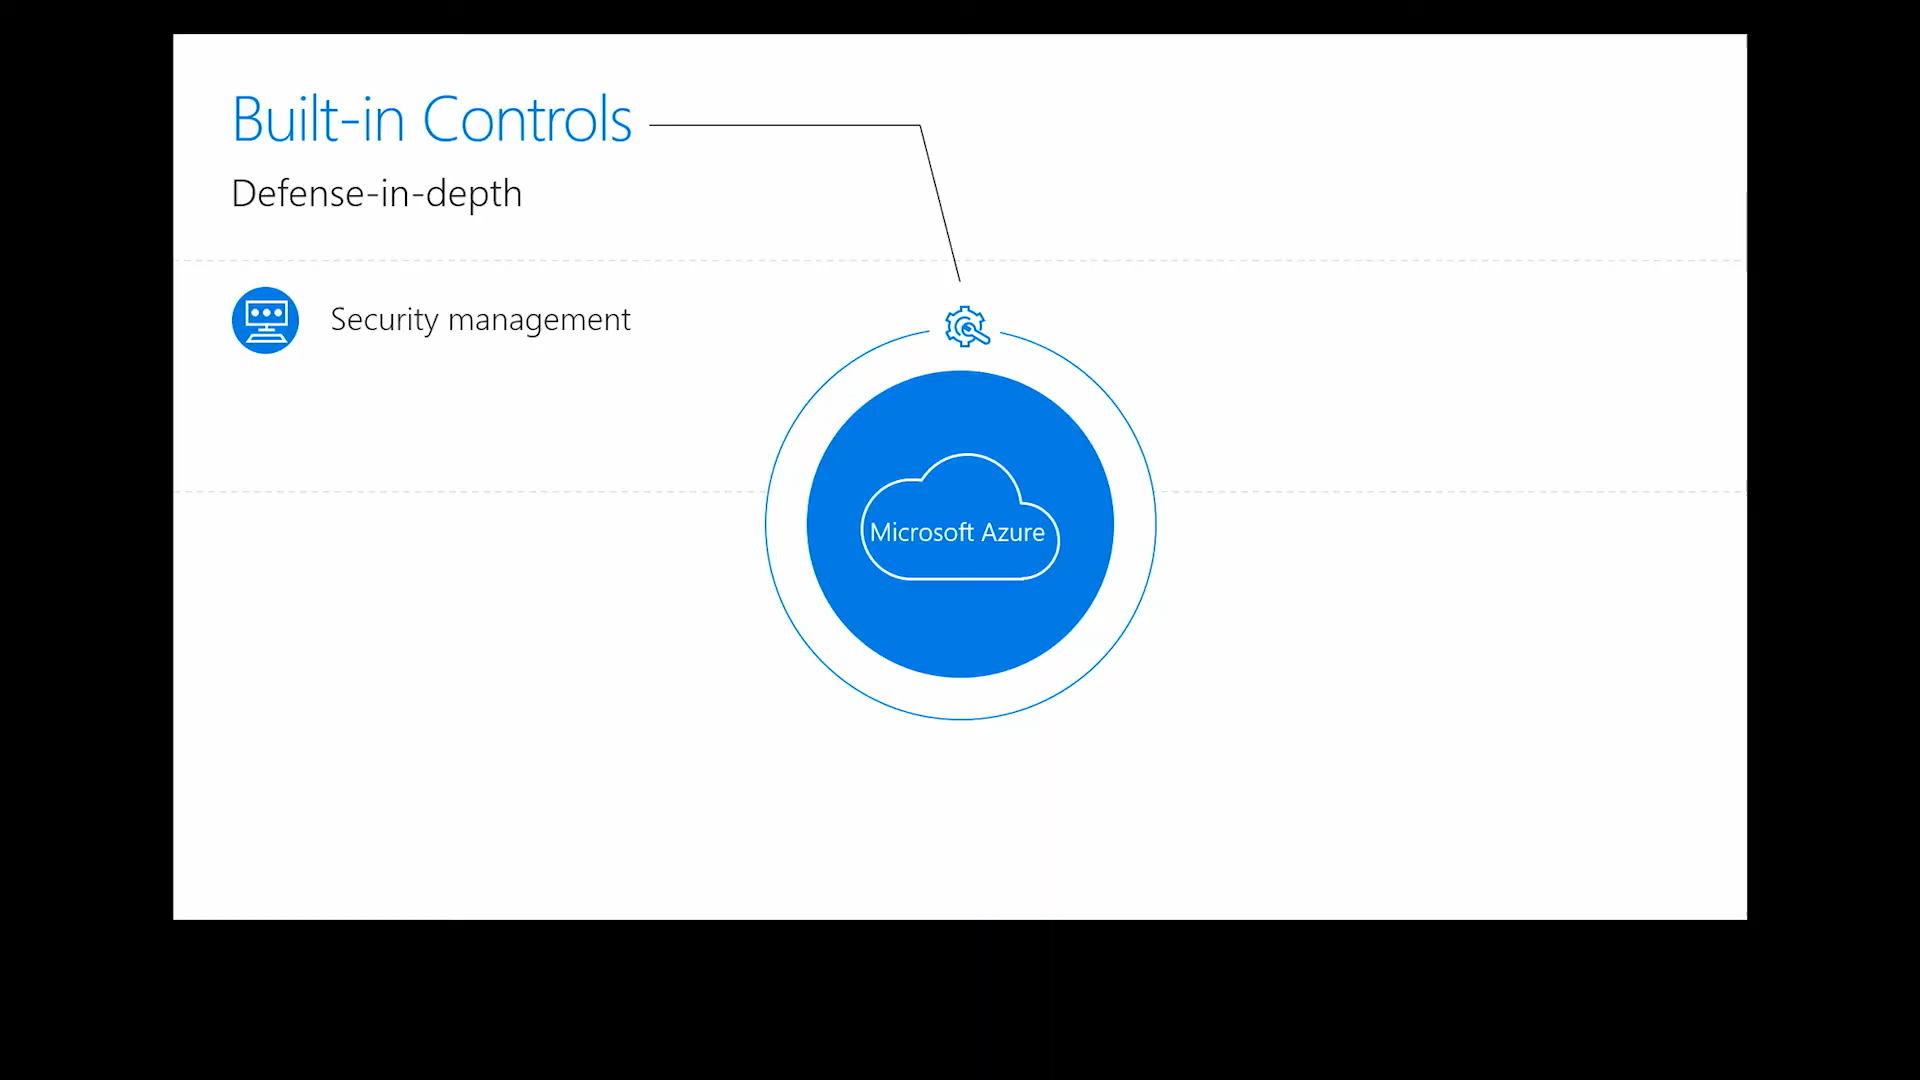 Built-in Controls
Defense-in-depth
Security management
Microsoft Azure